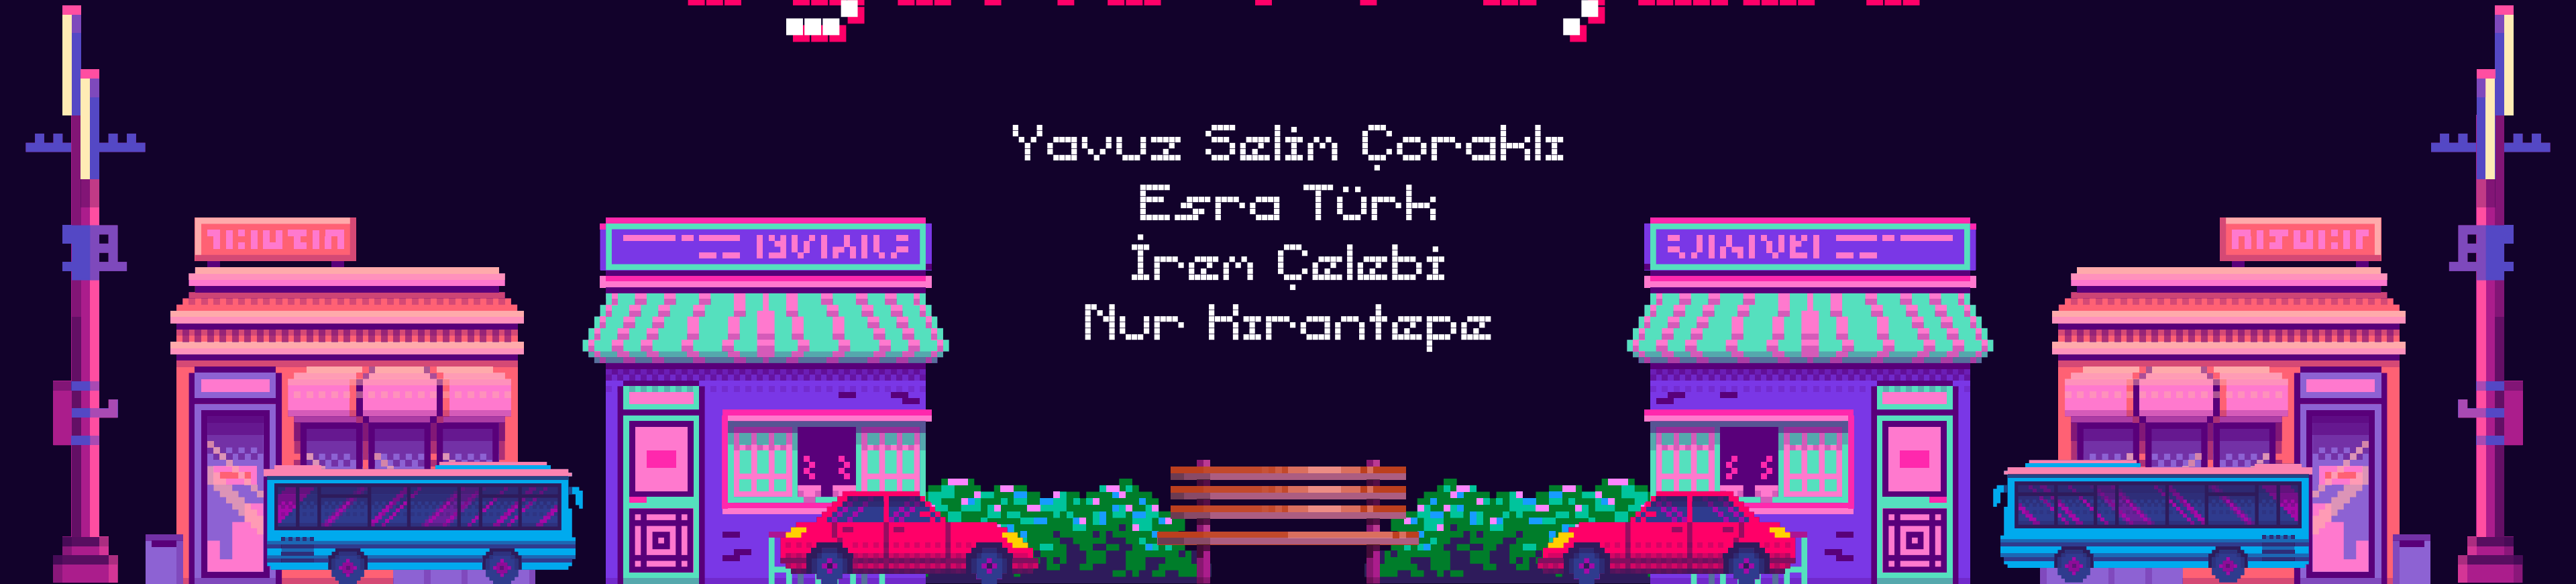 Yavuz Selim Çoraklı
Esra Türk
İrem Çelebi
Nur Kırantepe